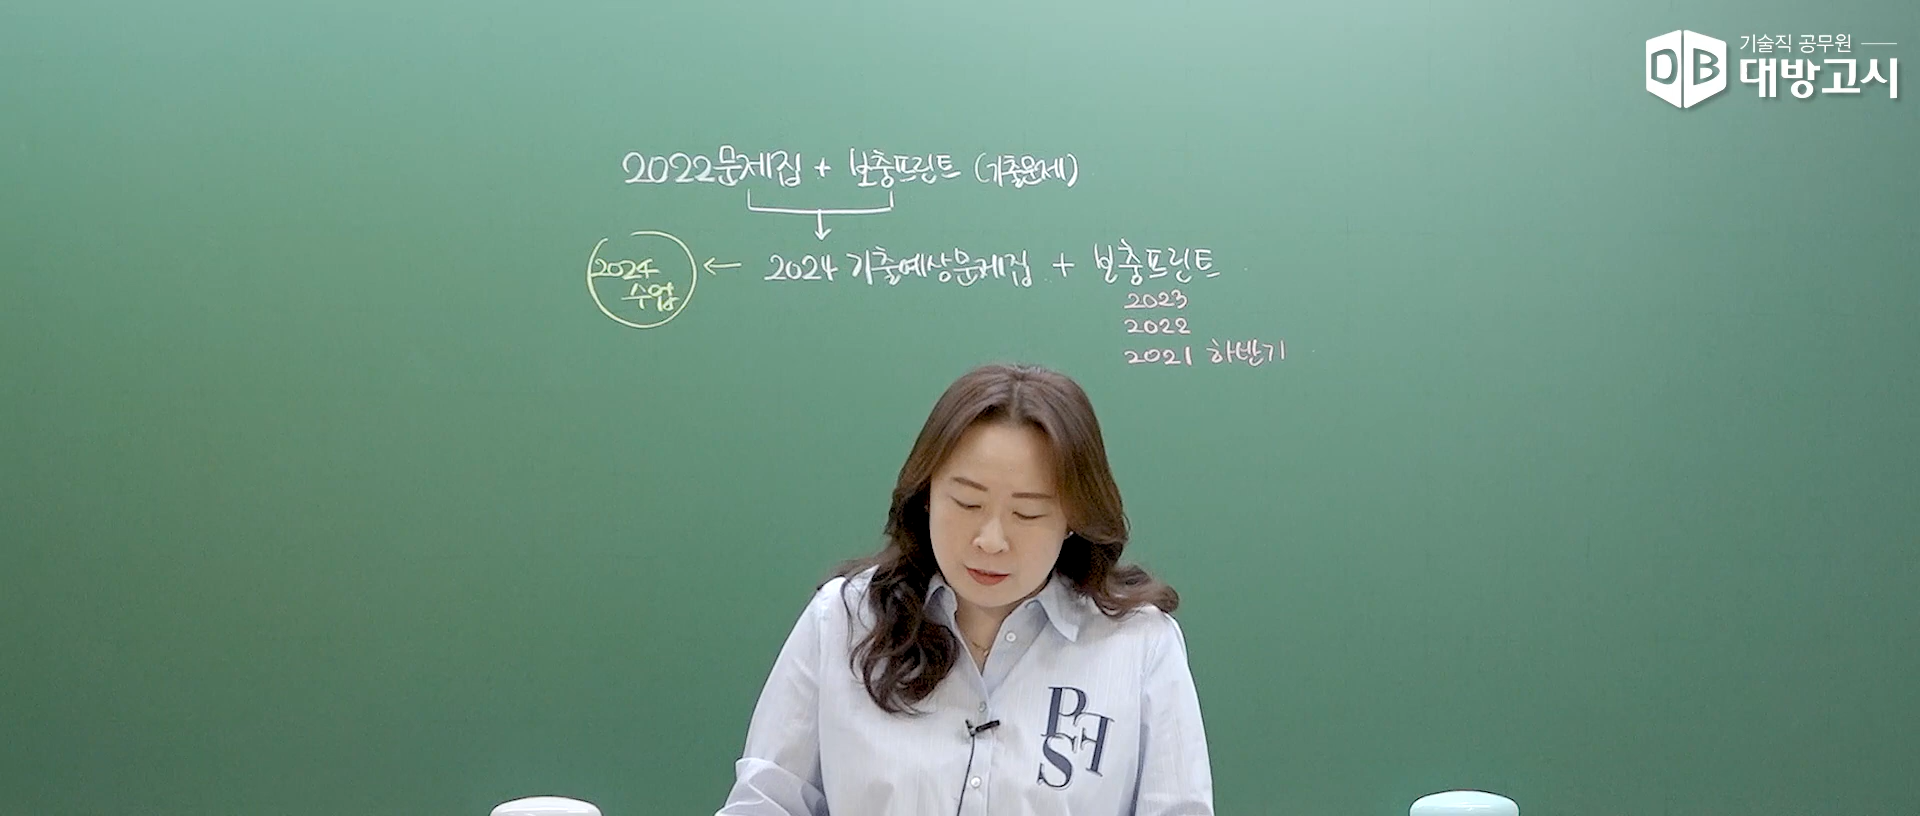 기술직 공무원
DB 대방고시
2022문제집 + 보충프린트 (기출문제)
2024 수업 ← 2024 기출예상문제집 + 보충프린트
2023
2022
2021 하반기
P
S F